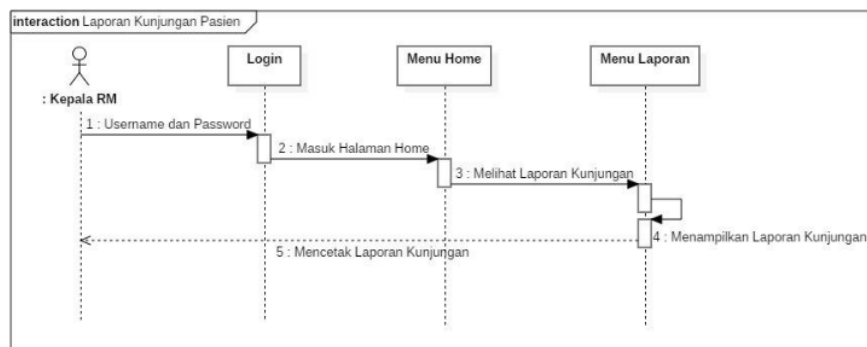 interaction Laporan Kunjungan Pasien
Login
Menu Home
Menu Laporan
: Kepala RM
1 : Username dan Password
2 : Masuk Halaman Home
3 : Melihat Laporan Kunjungan
4 : Menampilkan Laporan Kunjungan
5 : Mencetak Laporan Kunjungan